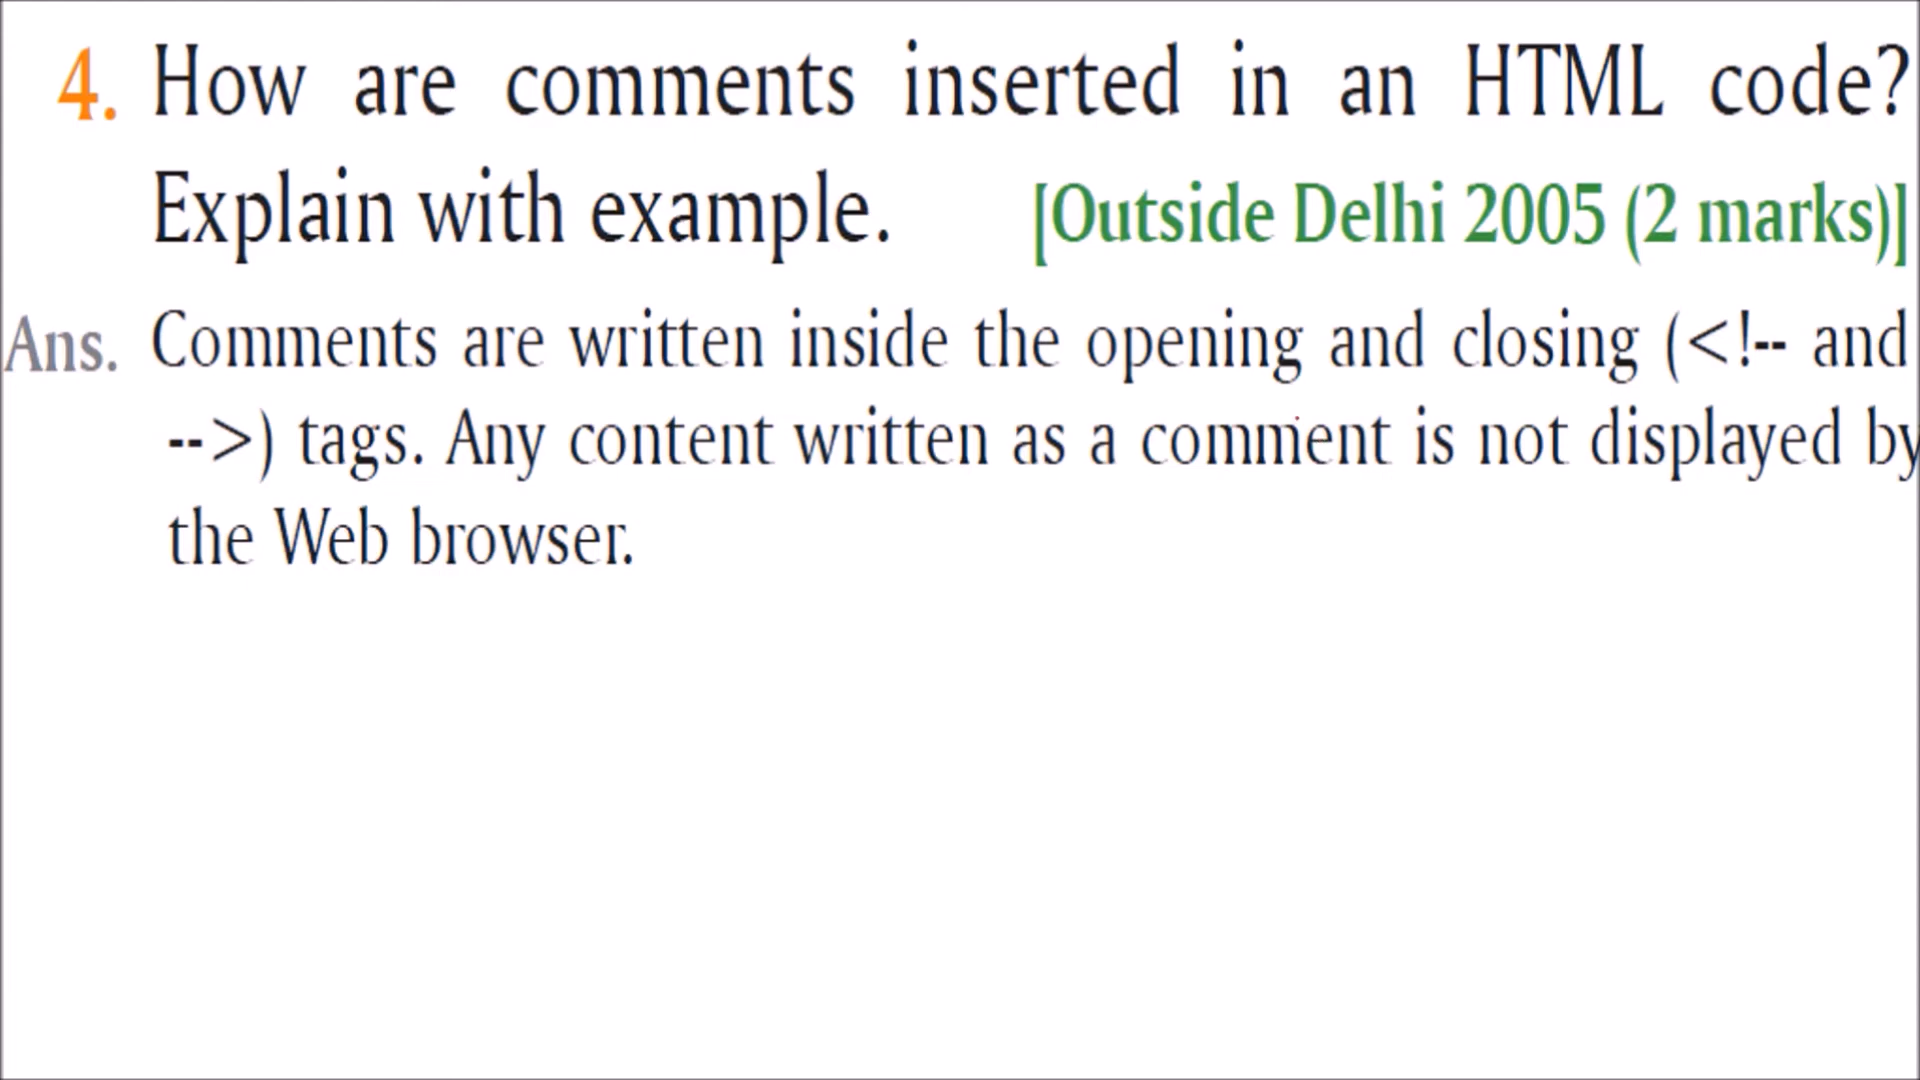 4. How are comments inserted in an HTML code?
Explain with example. [Outside Delhi 2005 (2 marks)]
Ans. Comments are written inside the opening and closing (<!-- and
-->) tags. Any content written as a comment is not displayed by
the Web browser.